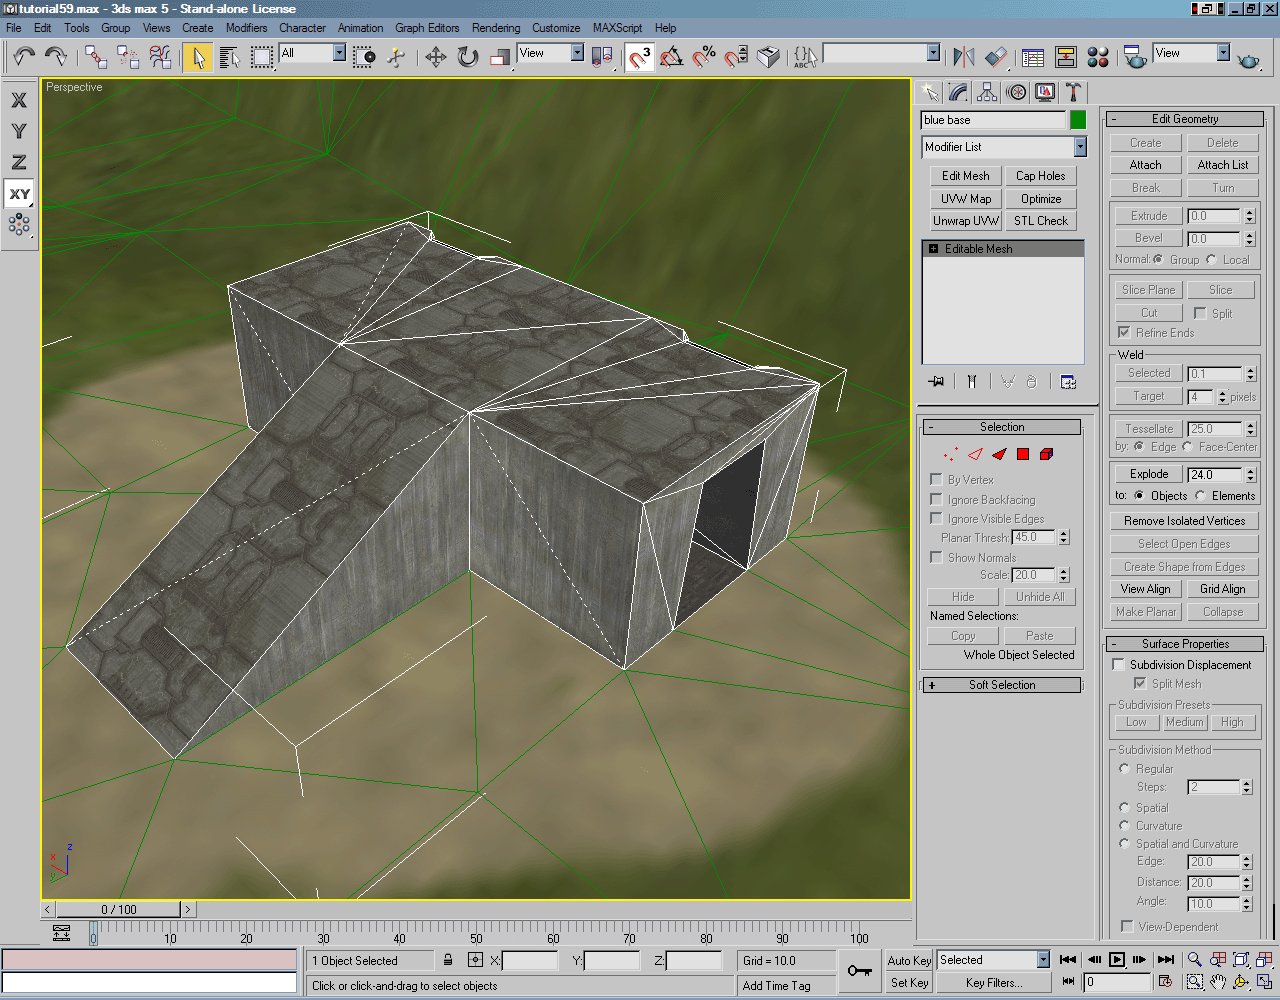 tutorial59.max - 3ds max 5 - Stand-alone License
File Edit Tools Group Views Create Modifiers Character Animation Graph Editors Rendering Customize MAXScript Help
All
View
3
%
{} ABC
View
X
Y
Z
XY
Perspective
z
x
y
0 / 100
0 10 20 30 40 50 60 70 80 90 100
1 Object Selected
X:
Y:
Z:
Grid = 10.0
Click or click-and-drag to select objects
Add Time Tag
Auto Key
Selected
Set Key
Key Filters...
0
blue base
Modifier List
Edit Mesh
Cap Holes
UVW Map
Optimize
Unwrap UVW
STL Check
Editable Mesh
- Selection
By Vertex
Ignore Backfacing
Ignore Visible Edges
Planar Thresh: 45.0
Show Normals
Scale: 20.0
Hide
Unhide All
Named Selections:
Copy
Paste
Whole Object Selected
+ Soft Selection
- Edit Geometry
Create
Delete
Attach
Attach List
Break
Turn
Extrude 0.0
Bevel 0.0
Normal: Group Local
Slice Plane
Slice
Cut
Split
Refine Ends
Weld
Selected 0.1
Target 4 pixels
Tessellate 25.0
by: Edge Face-Center
Explode 24.0
to: Objects Elements
Remove Isolated Vertices
Select Open Edges
Create Shape from Edges
View Align
Grid Align
Make Planar
Collapse
- Surface Properties
Subdivision Displacement
Split Mesh
Subdivision Presets
Low
Medium
High
Subdivision Method
Regular
Steps: 2
Spatial
Curvature
Spatial and Curvature
Edge: 20.0
Distance: 20.0
Angle: 10.0
View-Dependent